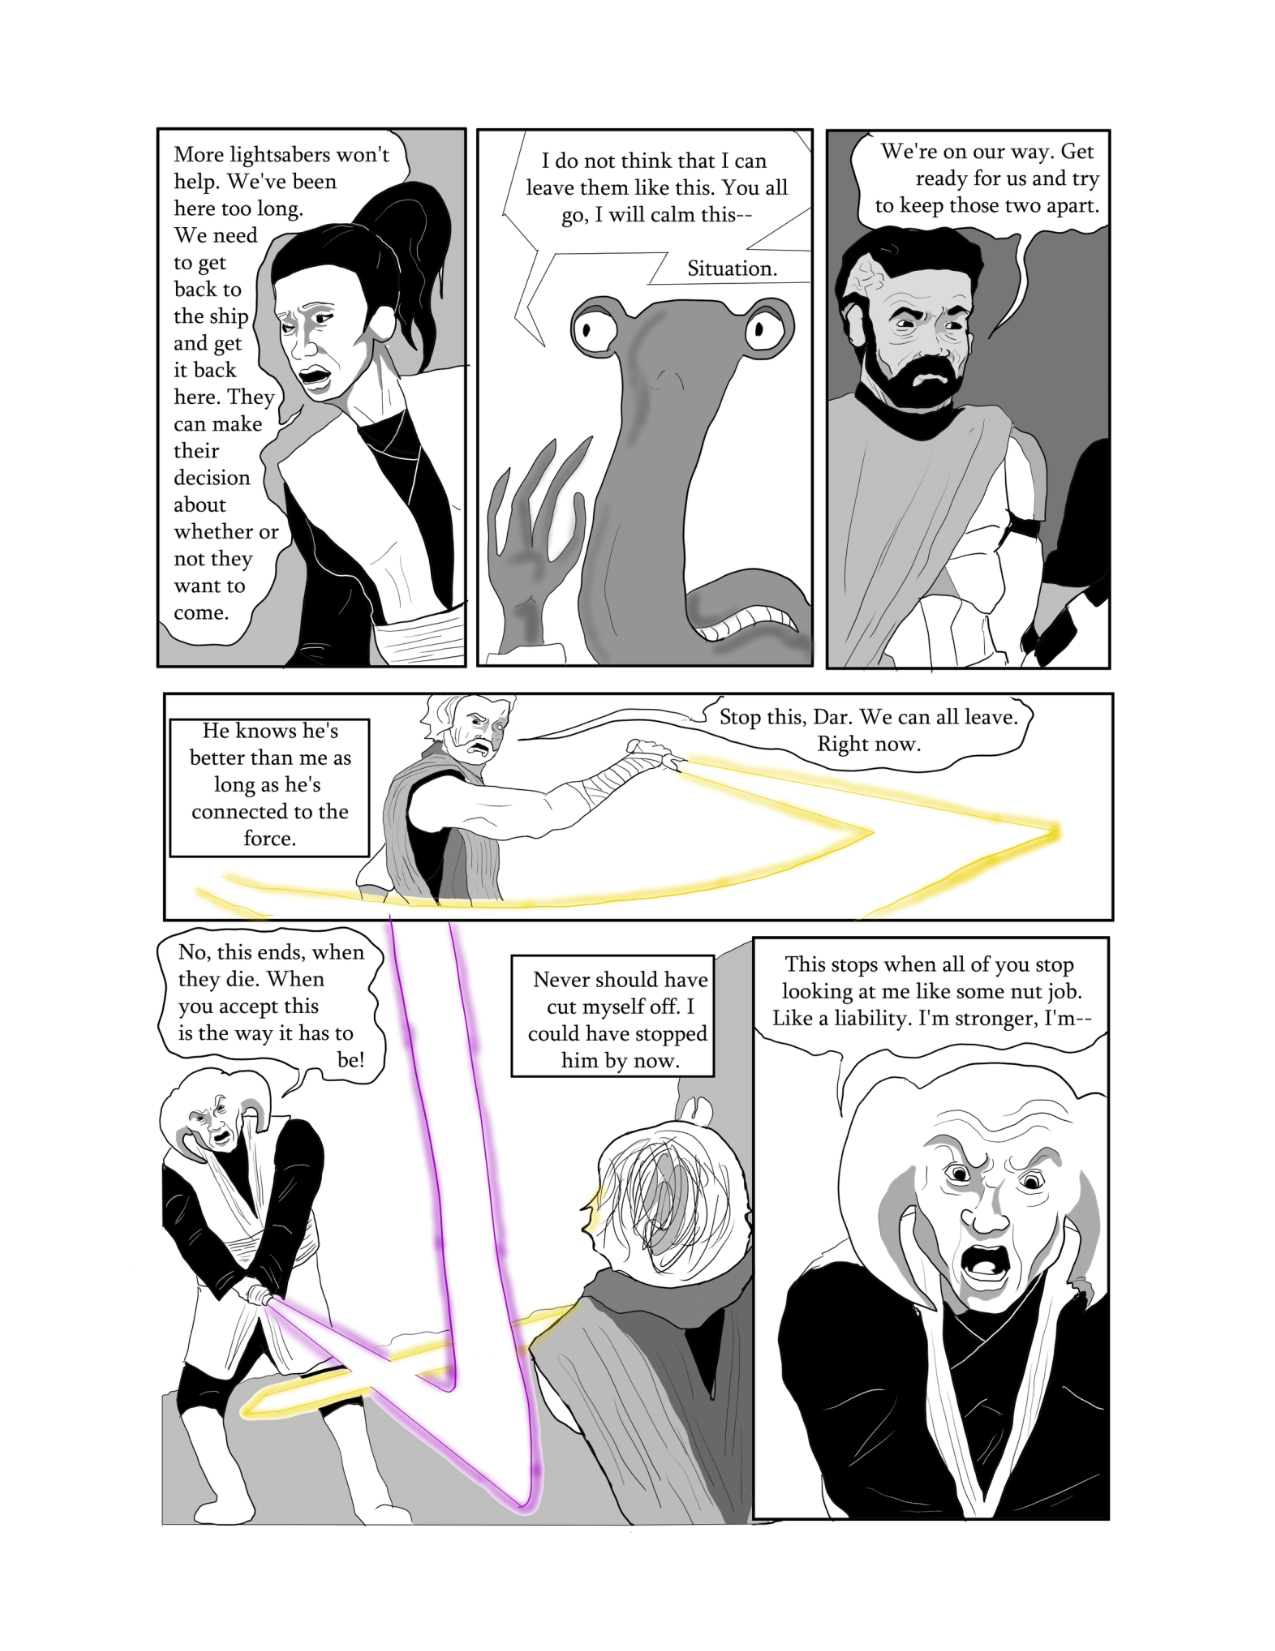 More lightsabers won't
help. We've been
here too long.
We need
to get
back to
the ship
and get
it back
here. They
can make
their
decision
about
whether or
not they
want to
come.
I do not think that I can
leave them like this. You all
go, I will calm this--
Situation.
We're on our way. Get
ready for us and try
to keep those two apart.
He knows he's
better than me as
long as he's
connected to the
force.
Stop this, Dar. We can all leave.
Right now.
No, this ends, when
they die. When
you accept this
is the way it has to
be!
Never should have
cut myself off. I
could have stopped
him by now.
This stops when all of you stop
looking at me like some nut job.
Like a liability. I'm stronger, I'm--